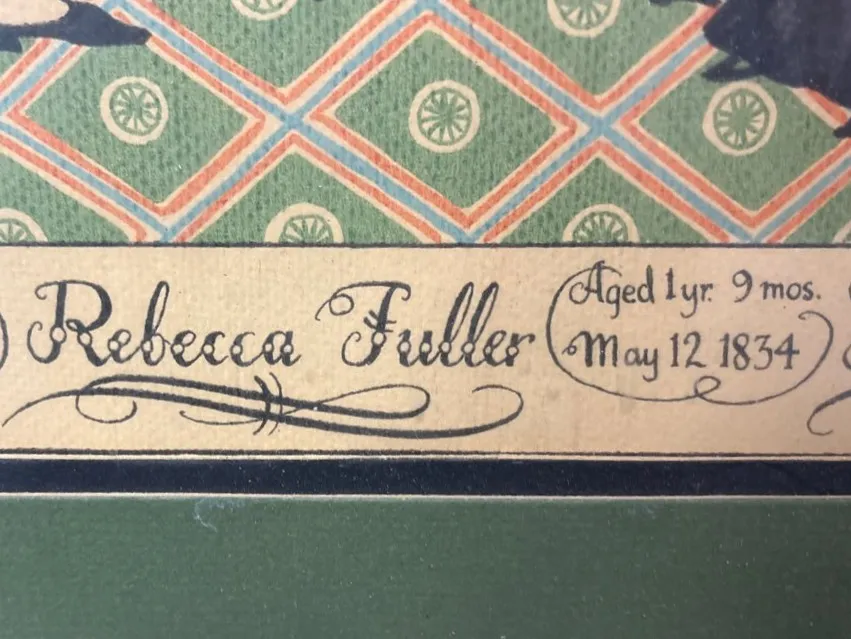 Rebecca Fuller
Aged 1 yr. 9 mos.
May 12 1834